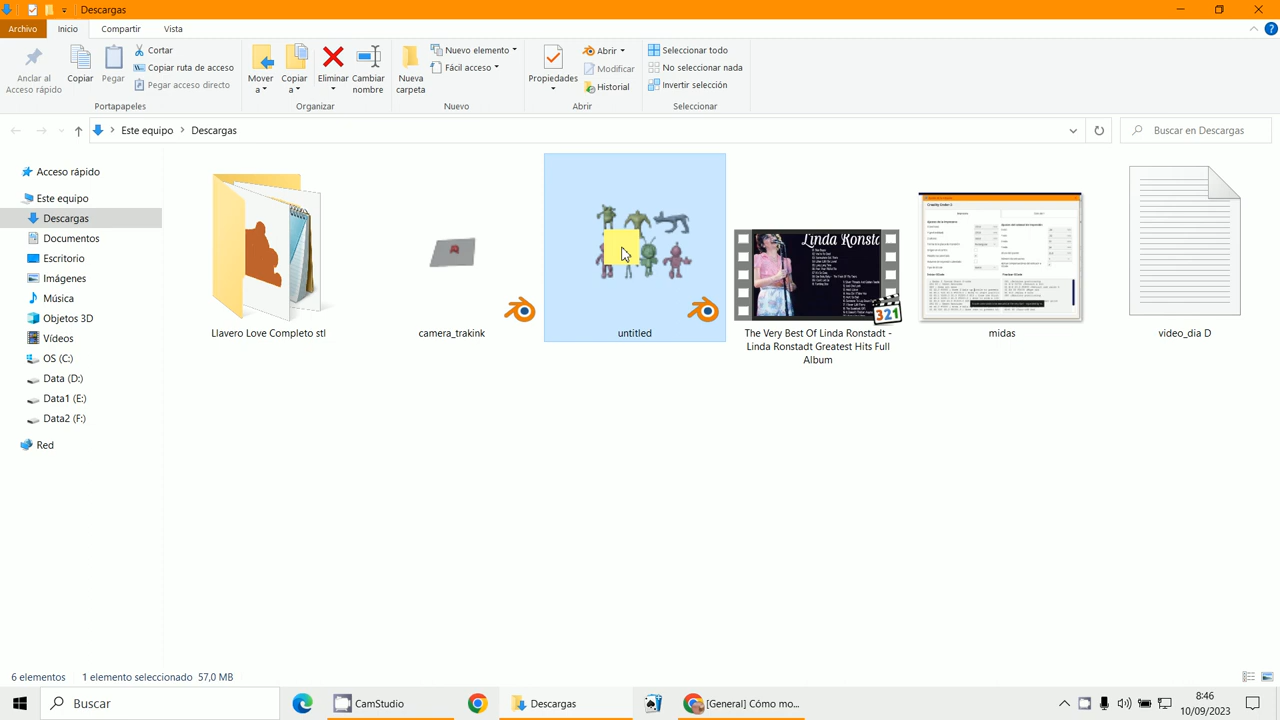 Descargas
Archivo
Inicio
Compartir
Vista
Anclar al
Acceso rápido
Copiar
Pegar
Cortar
Copiar ruta de acceso
Pegar acceso directo
Portapapeles
Mover
a
Copiar
a
Eliminar
Cambiar
nombre
Organizar
Nueva
carpeta
Nuevo elemento
Fácil acceso
Nuevo
Propiedades
Abrir
Modificar
Historial
Abrir
Seleccionar todo
No seleccionar nada
Invertir selección
Seleccionar
Este equipo
Descargas
Buscar en Descargas
Acceso rápido
Este equipo
Descargas
Documentos
Escritorio
Imágenes
Música
Objetos 3D
Vídeos
OS (C:)
Data (D:)
Data1 (E:)
Data2 (F:)
Red
Linda Ronsta
321
Llavero Love Completo stl
camera_trakink
untitled
The Very Best Of Linda Ronstadt -
Linda Ronstadt Greatest Hits Full
Album
midas
video_dia D
6 elementos
1 elemento seleccionado
57,0 MB
Buscar
CamStudio
Descargas
[General] Cómo mo...
8:46
10/09/2023